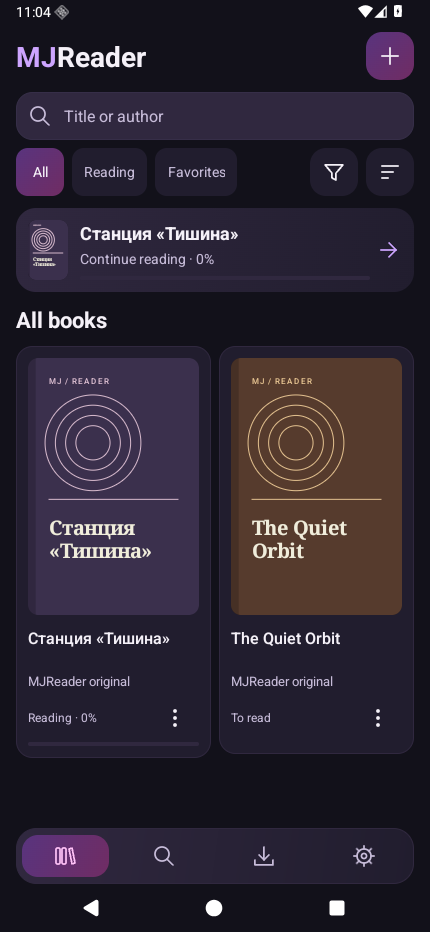 11:04
MJReader
Title or author
All
Reading
Favorites
Станция «Тишина»
Continue reading · 0%
All books
MJ / READER
Станция
«Тишина»
Станция «Тишина»
MJReader original
Reading · 0%
MJ / READER
The Quiet
Orbit
The Quiet Orbit
MJReader original
To read